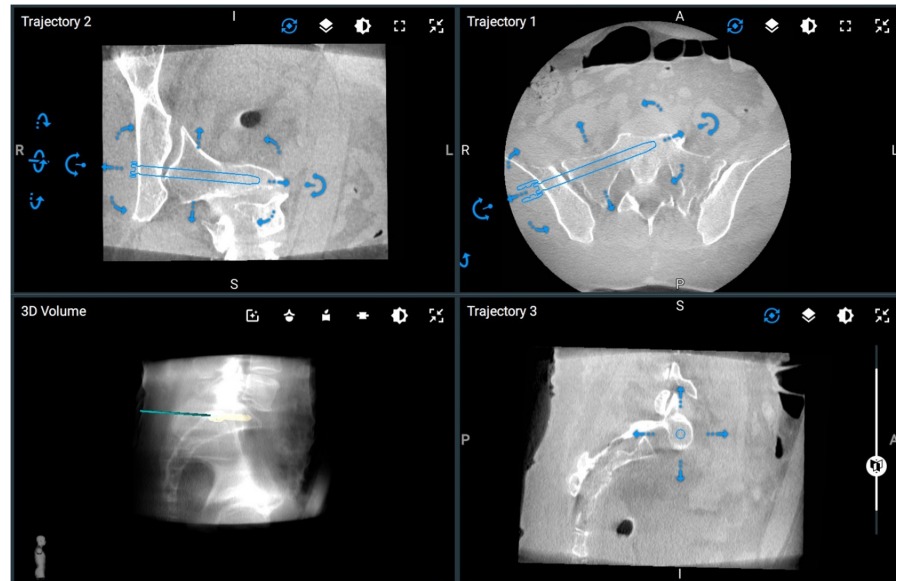 Trajectory 2
I
R
L
S
Trajectory 1
A
R
L
P
3D Volume
Trajectory 3
S
P
A
I